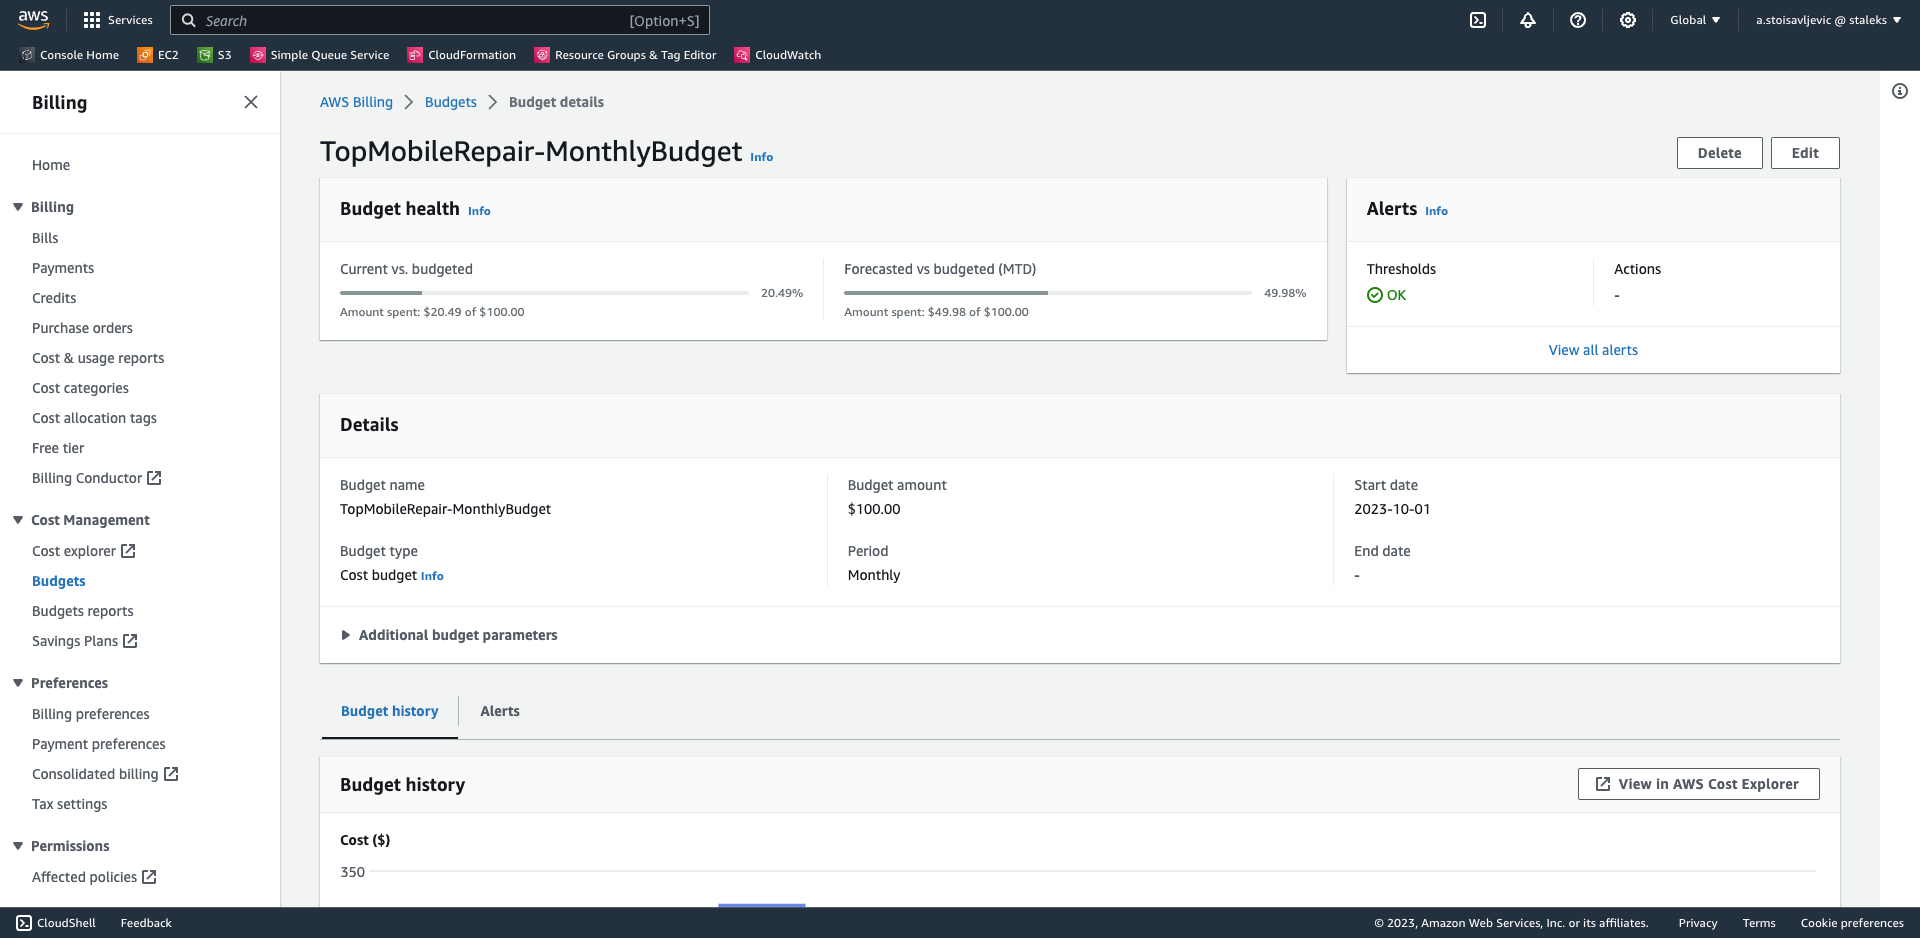 aws
Services
Search
[Option+S]
Global
a.stoisavljevic @ staleks
Console Home
EC2
S3
Simple Queue Service
CloudFormation
Resource Groups & Tag Editor
CloudWatch
Billing
Home
Billing
Bills
Payments
Credits
Purchase orders
Cost & usage reports
Cost categories
Cost allocation tags
Free tier
Billing Conductor
Cost Management
Cost explorer
Budgets
Budgets reports
Savings Plans
Preferences
Billing preferences
Payment preferences
Consolidated billing
Tax settings
Permissions
Affected policies
AWS Billing
Budgets
Budget details
TopMobileRepair-MonthlyBudget Info
Delete
Edit
Budget health Info
Current vs. budgeted
20.49%
Amount spent: $20.49 of $100.00
Forecasted vs budgeted (MTD)
49.98%
Amount spent: $49.98 of $100.00
Alerts Info
Thresholds
OK
Actions
-
View all alerts
Details
Budget name
TopMobileRepair-MonthlyBudget
Budget type
Cost budget Info
Budget amount
$100.00
Period
Monthly
Start date
2023-10-01
End date
-
Additional budget parameters
Budget history
Alerts
Budget history
View in AWS Cost Explorer
Cost ($)
350
CloudShell
Feedback
© 2023, Amazon Web Services, Inc. or its affiliates.
Privacy
Terms
Cookie preferences